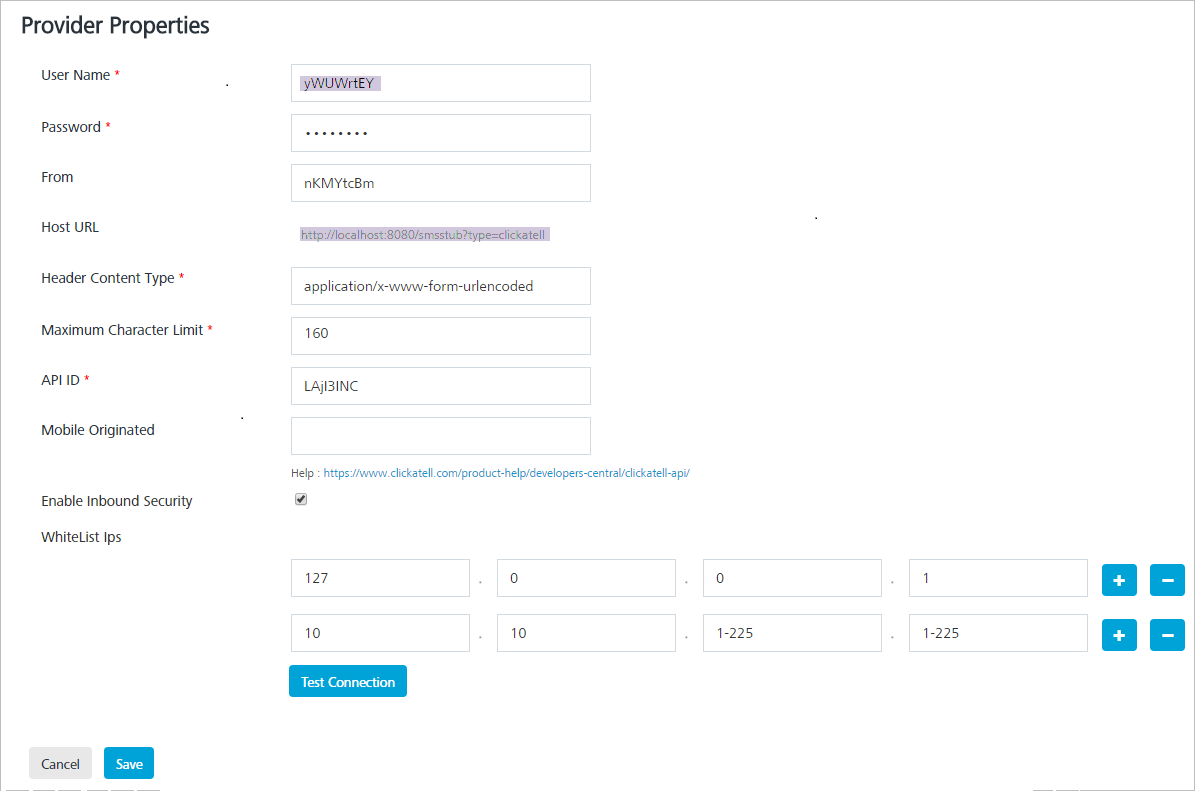 Provider Properties
User Name *
yWUWrtEY
Password *
••••••••
From
nKMYtcBm
Host URL
http://localhost:8080/smsstub?type=clickatell
Header Content Type *
application/x-www-form-urlencoded
Maximum Character Limit *
160
API ID *
LAjI3INC
Mobile Originated
Help : https://www.clickatell.com/product-help/developers-central/clickatell-api/
Enable Inbound Security
WhiteList Ips
127 . 0 . 0 . 1 + −
10 . 10 . 1-225 . 1-225 + −
Test Connection
Cancel Save